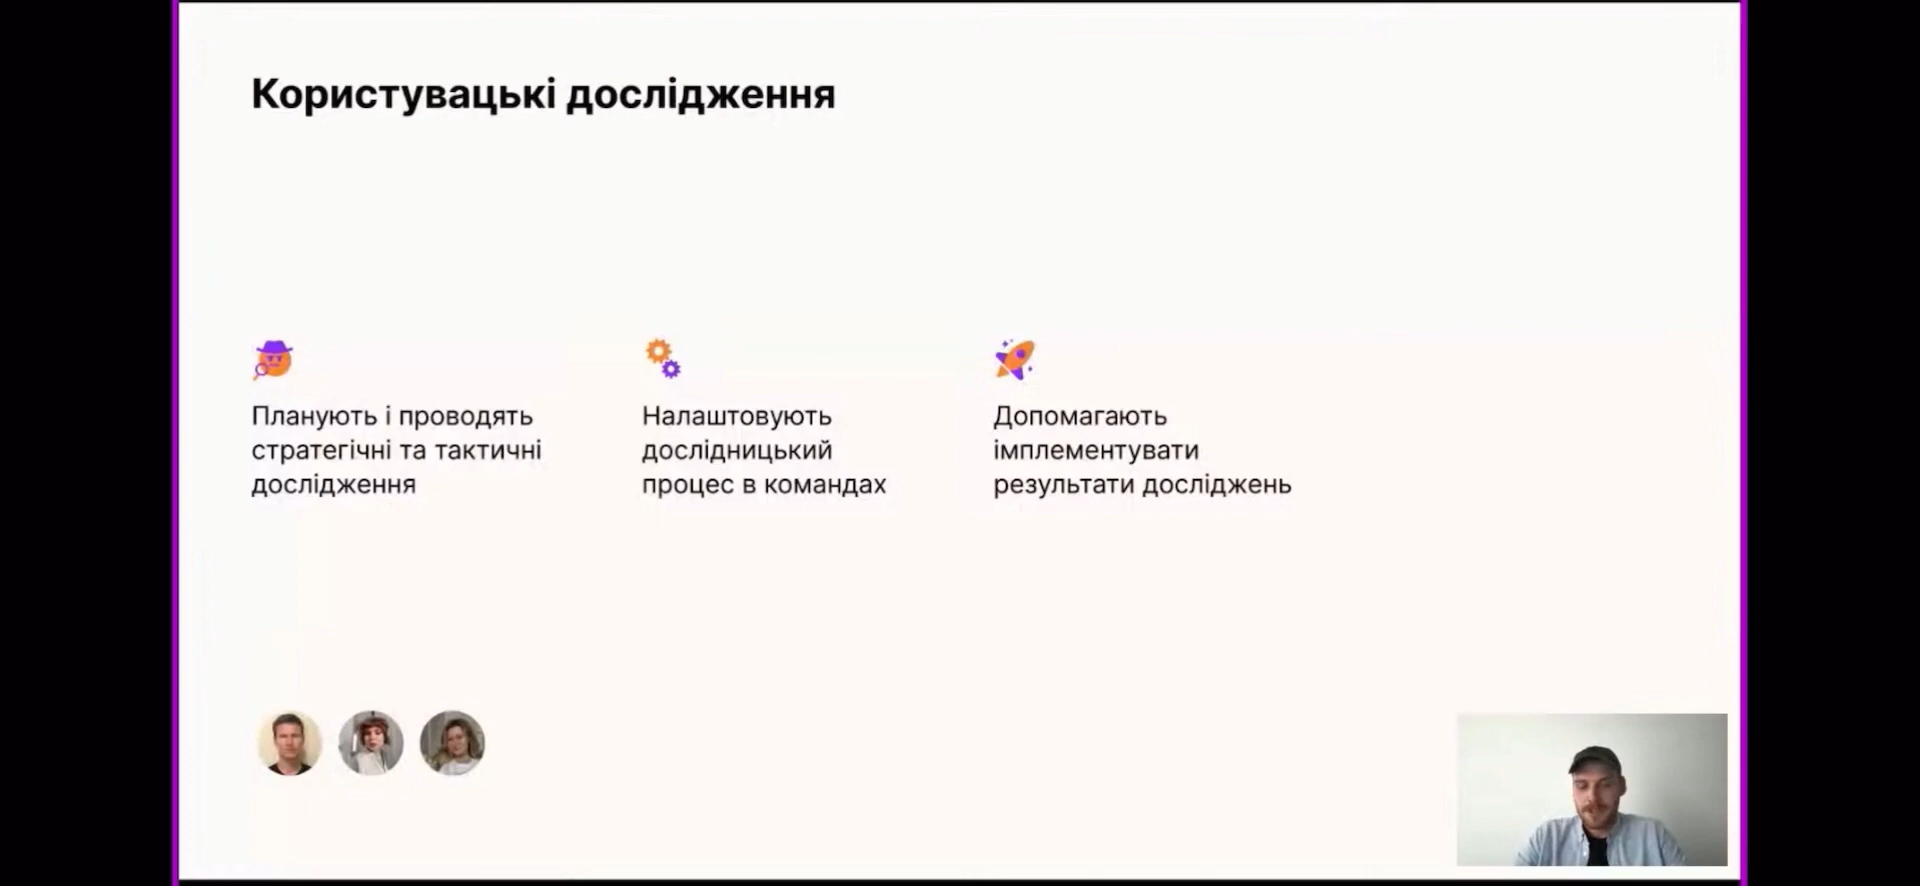 Користувацькі дослідження
Планують і проводять
стратегічні та тактичні
дослідження
Налаштовують
дослідницький
процес в командах
Допомагають
імплементувати
результати досліджень